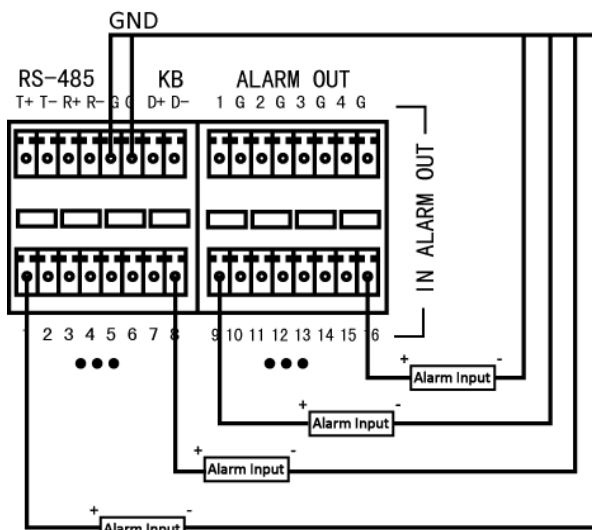 GND
RS-485 KB ALARM OUT
T+ T- R+ R- G G D+ D- 1 G 2 G 3 G 4 G
IN ALARM OUT
1 2 3 4 5 6 7 8 9 10 11 12 13 14 15 16
+ -
Alarm Input
+ -
Alarm Input
+ -
Alarm Input
+ -
Alarm Input